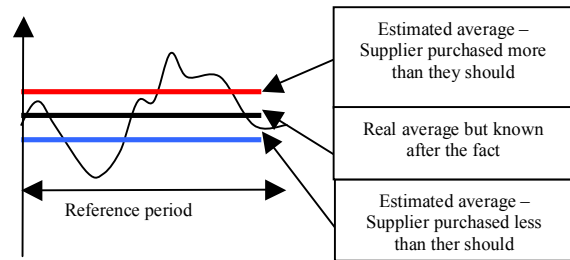 Estimated average –
Supplier purchased more
than they should
Real average but known
after the fact
Estimated average –
Supplier purchased less
than ther should
Reference period